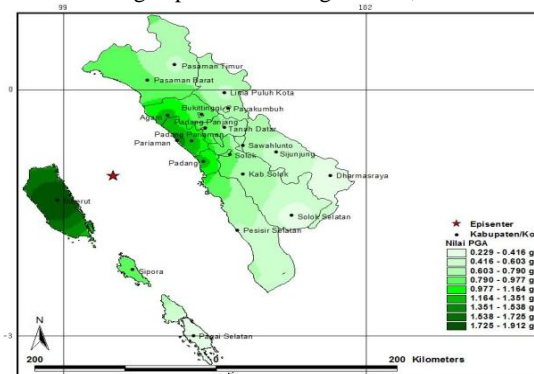 99
102
0
Pasaman Timur
Pasaman Barat
Lima Puluh Kota
Bukittinggi
Payakumbuh
Agam
Padang Panjang
Tanah Datar
Padang Pariaman
Pariaman
Sawahlunto
Sijunjung
Solok
Padang
Kab Solok
Dharmasraya
Siberut
Solok Selatan
Pesisir Selatan
Sipora
Pagai Selatan
-3
Episenter
Kabupaten/Ko
Nilai PGA
0.229 - 0.416 g
0.416 - 0.603 g
0.603 - 0.790 g
0.790 - 0.977 g
0.977 - 1.164 g
1.164 - 1.351 g
1.351 - 1.538 g
1.538 - 1.725 g
1.725 - 1.912 g
N
200
0
200 Kilometers